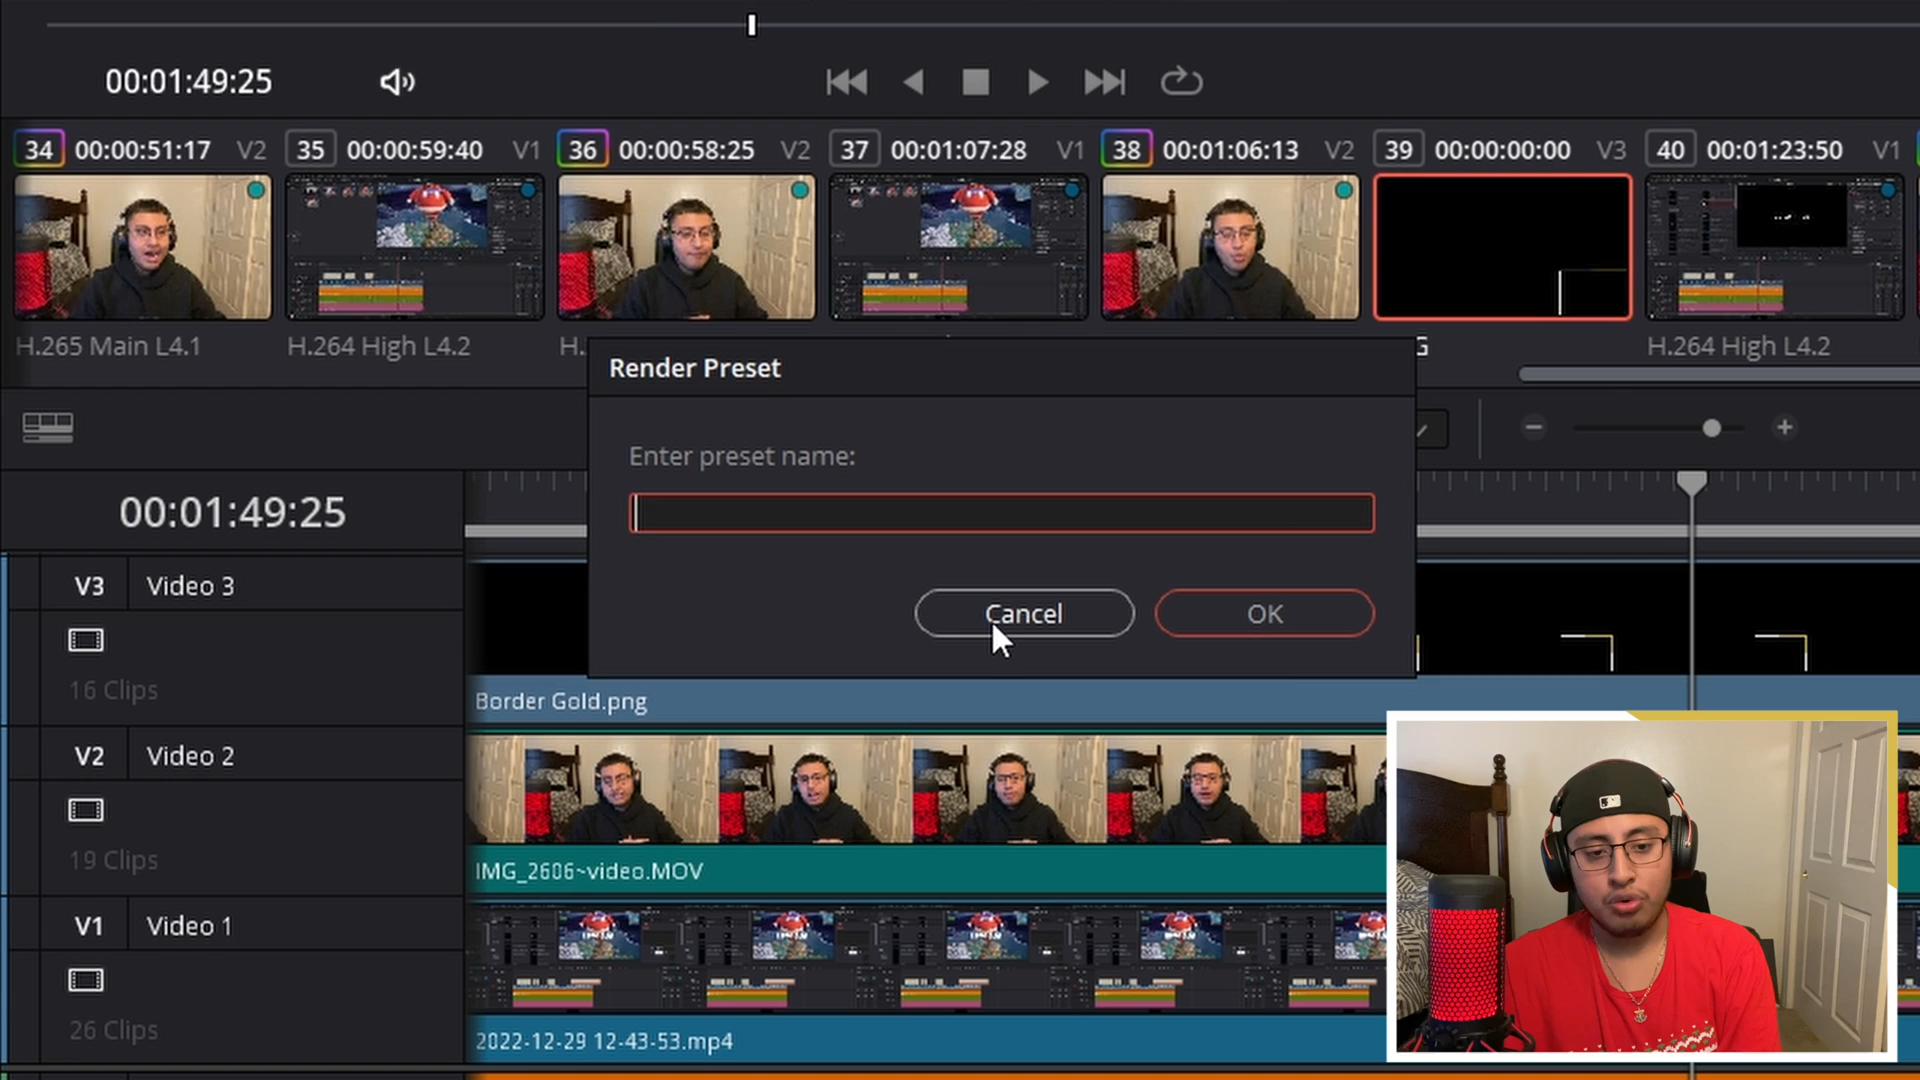 00:01:49:25
34 00:00:51:17 V2
35 00:00:59:40 V1
36 00:00:58:25 V2
37 00:01:07:28 V1
38 00:01:06:13 V2
39 00:00:00:00 V3
40 00:01:23:50 V1
H.265 Main L4.1
H.264 High L4.2
H.
G
H.264 High L4.2
Render Preset
Enter preset name:
Cancel
OK
00:01:49:25
V3 Video 3
16 Clips
Border Gold.png
V2 Video 2
19 Clips
IMG_2606~video.MOV
V1 Video 1
26 Clips
2022-12-29 12-43-53.mp4